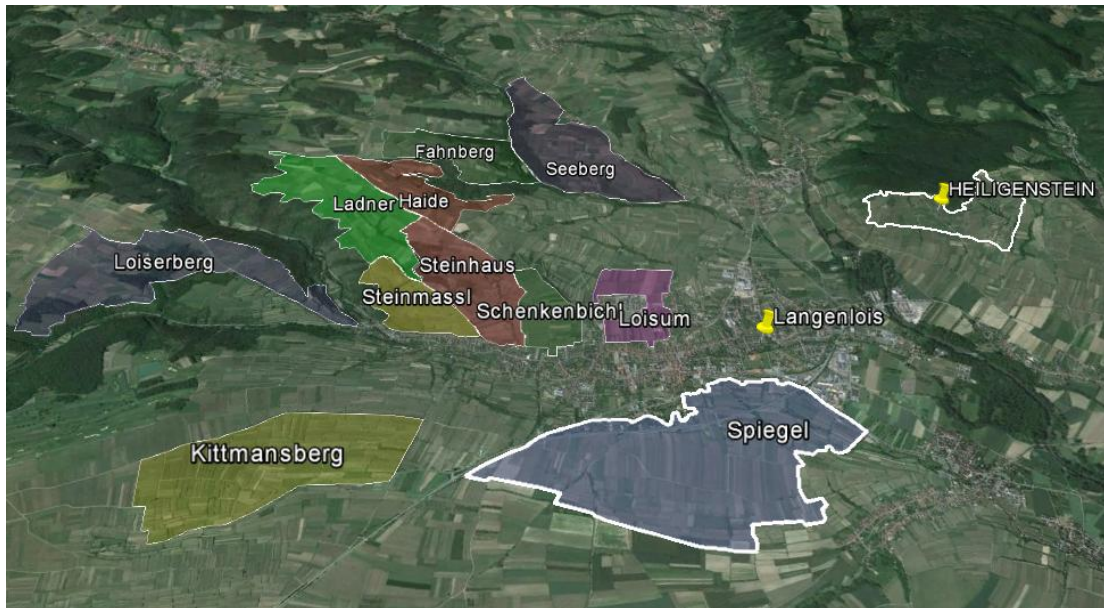 Fahnberg
Seeberg
HEILIGENSTEIN
Ladner
Haide
Loiserberg
Steinhaus
Steinmassl
Schenkenbichl
Loisum
Langenlois
Spiegel
Kittmansberg